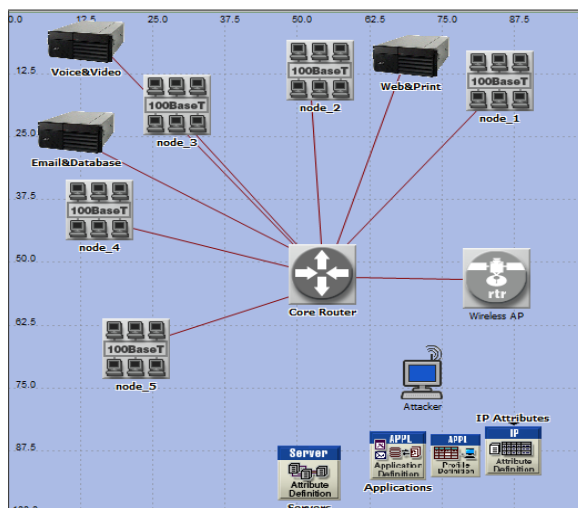 0.0 12.5 25.0 37.5 50.0 62.5 75.0 87.5
Voice&Video
12.5
100BaseT
node_2
Web&Print
100BaseT
node_1
100BaseT
node_3
25.0
Email&Database
37.5
100BaseT
node_4
50.0
rtr
Core Router
Wireless AP
62.5
100BaseT
node_5
75.0
Attacker
IP Attributes
87.5
Server
Attribute
Definition
Servers
APPL
Application
Definition
Applications
APPL
Profile
Definition
IP
Attribute
Definition
100.0